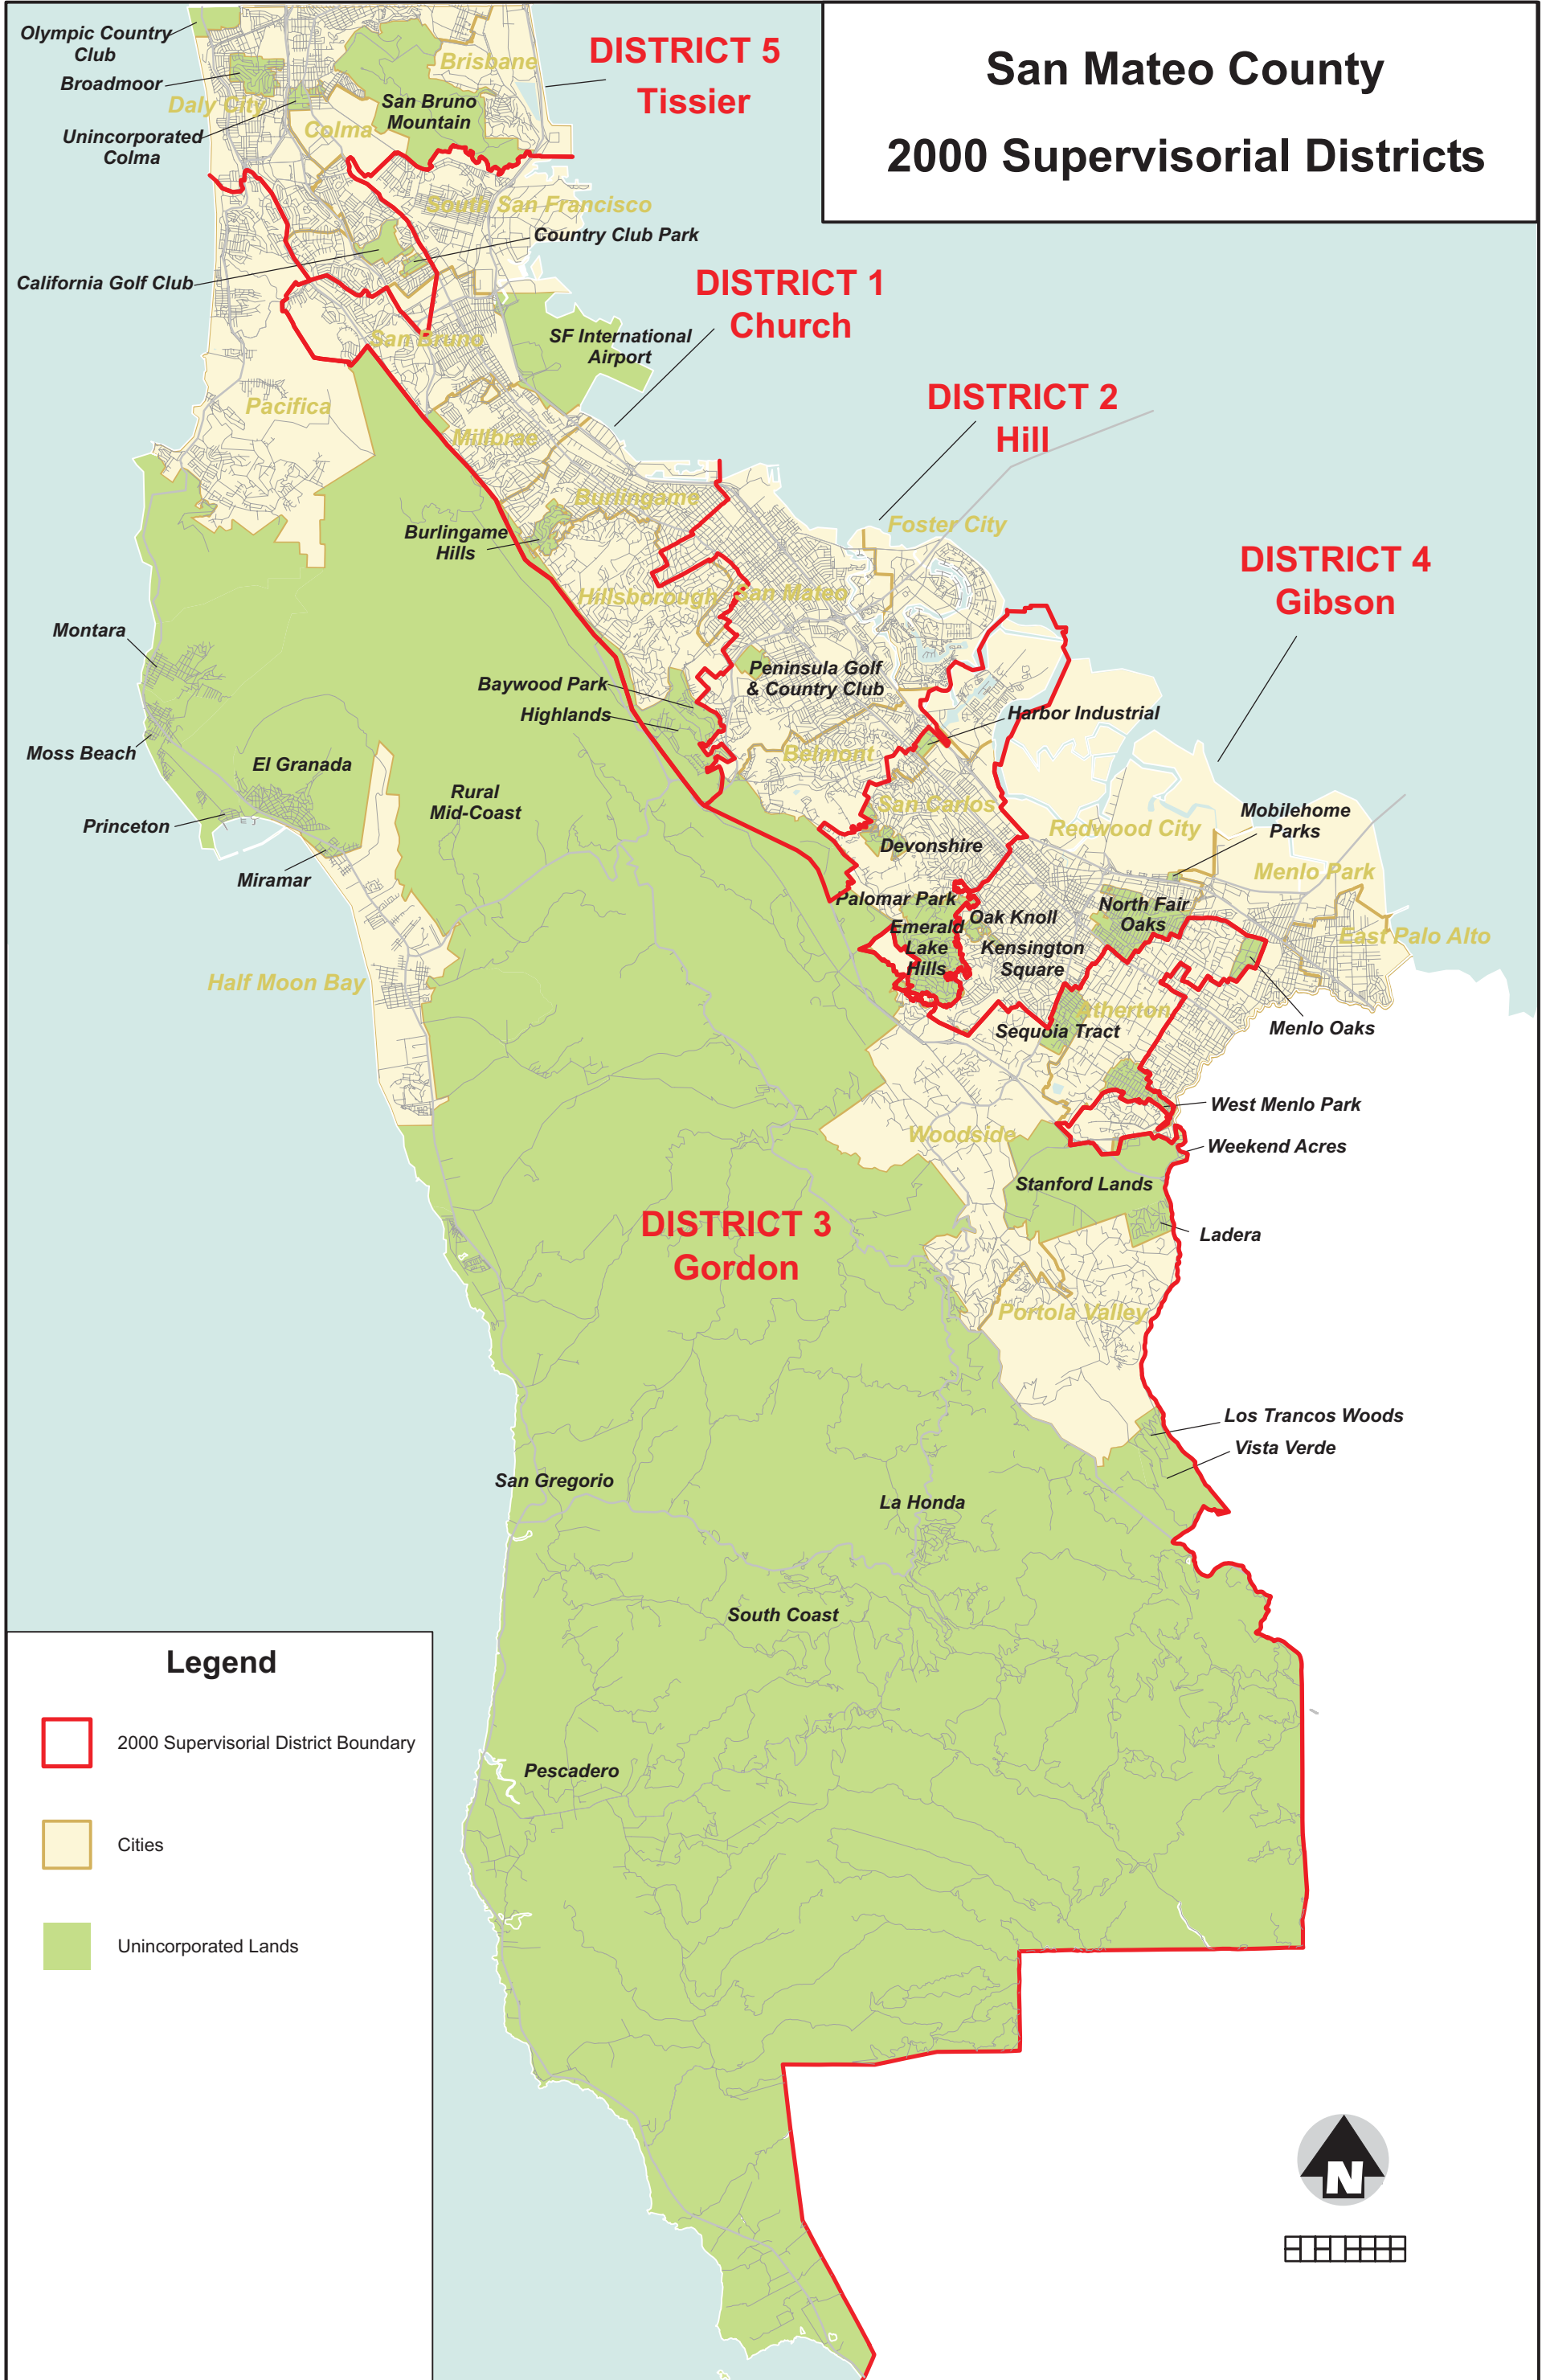 San Mateo County
2000 Supervisorial Districts
Olympic Country
Club
Broadmoor
Daly City
Unincorporated
Colma
Colma
San Bruno
Mountain
Brisbane
DISTRICT 5
Tissier
South San Francisco
Country Club Park
California Golf Club
DISTRICT 1
Church
San Bruno
SF International
Airport
Pacifica
Millbrae
DISTRICT 2
Hill
Burlingame
Burlingame
Hills
Foster City
Hillsborough
San Mateo
DISTRICT 4
Gibson
Montara
Baywood Park
Highlands
Peninsula Golf
& Country Club
Harbor Industrial
Moss Beach
El Granada
Belmont
Rural
Mid-Coast
San Carlos
Princeton
Miramar
Devonshire
Redwood City
Mobilehome
Parks
Menlo Park
Palomar Park
Emerald
Lake
Hills
Oak Knoll
Kensington
Square
North Fair
Oaks
East Palo Alto
Half Moon Bay
Atherton
Sequoia Tract
Menlo Oaks
West Menlo Park
Woodside
Weekend Acres
Stanford Lands
Ladera
DISTRICT 3
Gordon
Portola Valley
Los Trancos Woods
Vista Verde
San Gregorio
La Honda
South Coast
Pescadero
Legend
2000 Supervisorial District Boundary
Cities
Unincorporated Lands
N